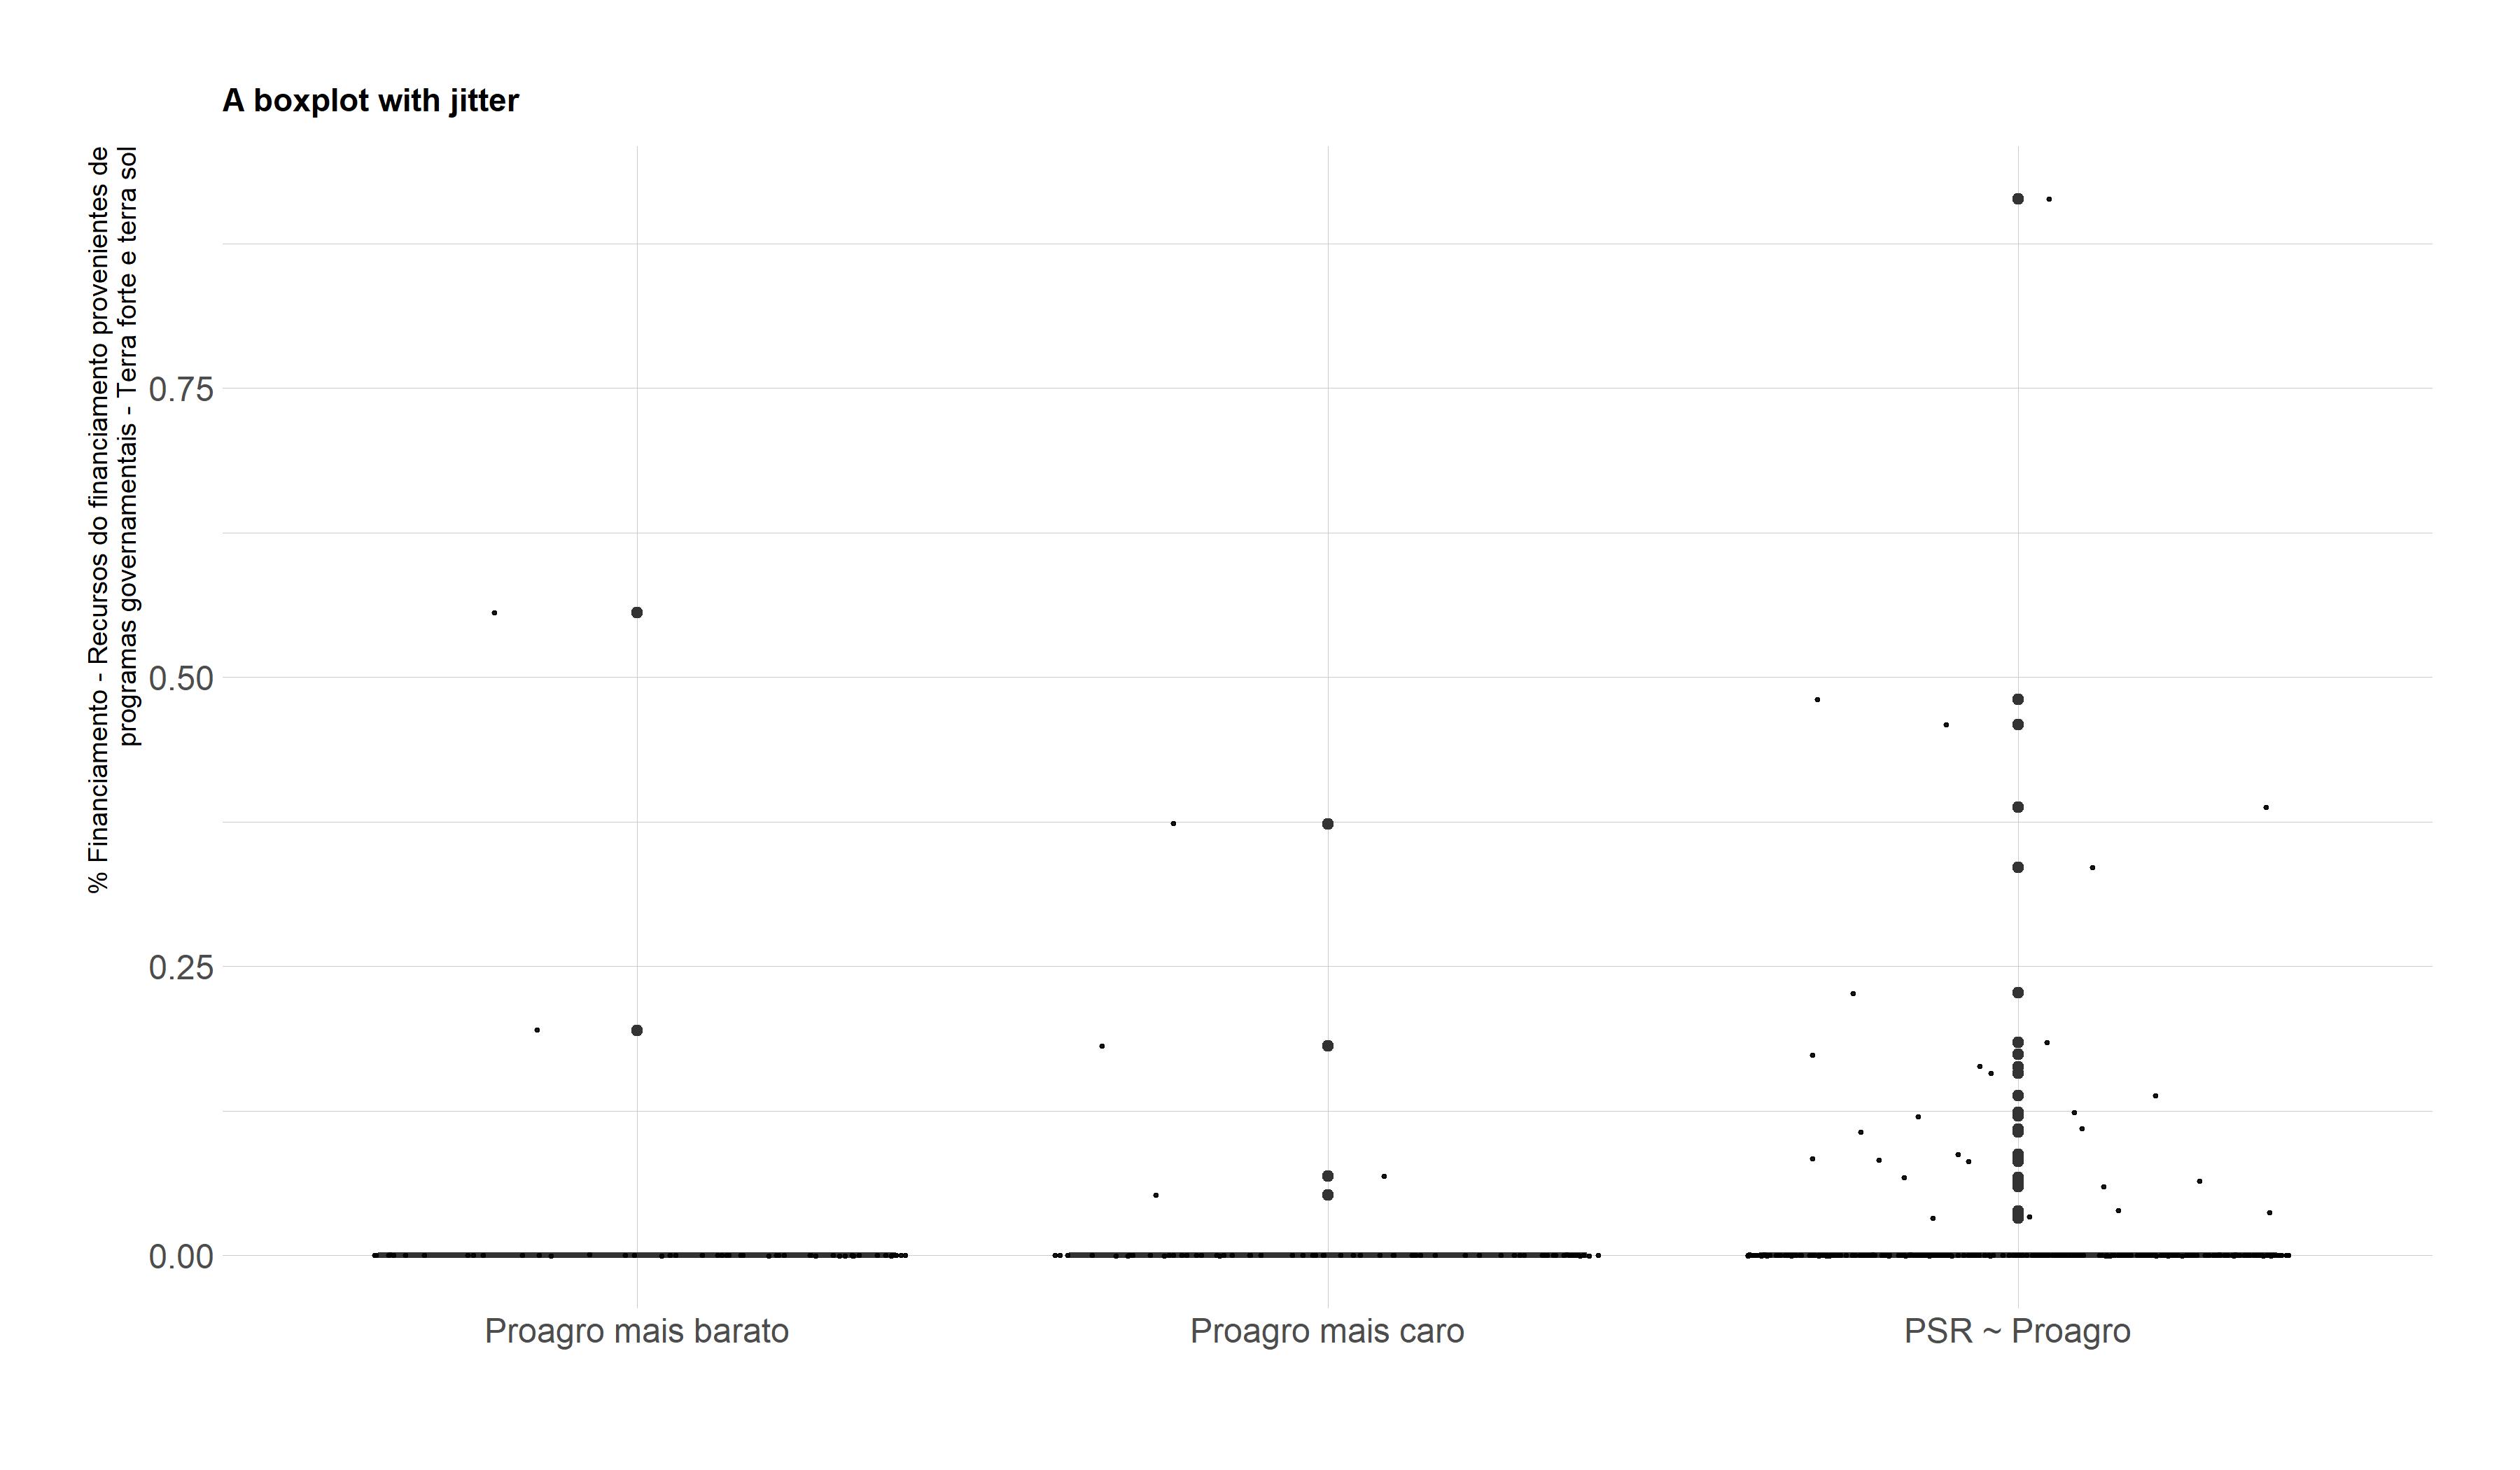 A boxplot with jitter
% Financiamento - Recursos do financiamento provenientes de
programas governamentais - Terra forte e terra sol
0.75
0.50
0.25
0.00
Proagro mais barato
Proagro mais caro
PSR ~ Proagro